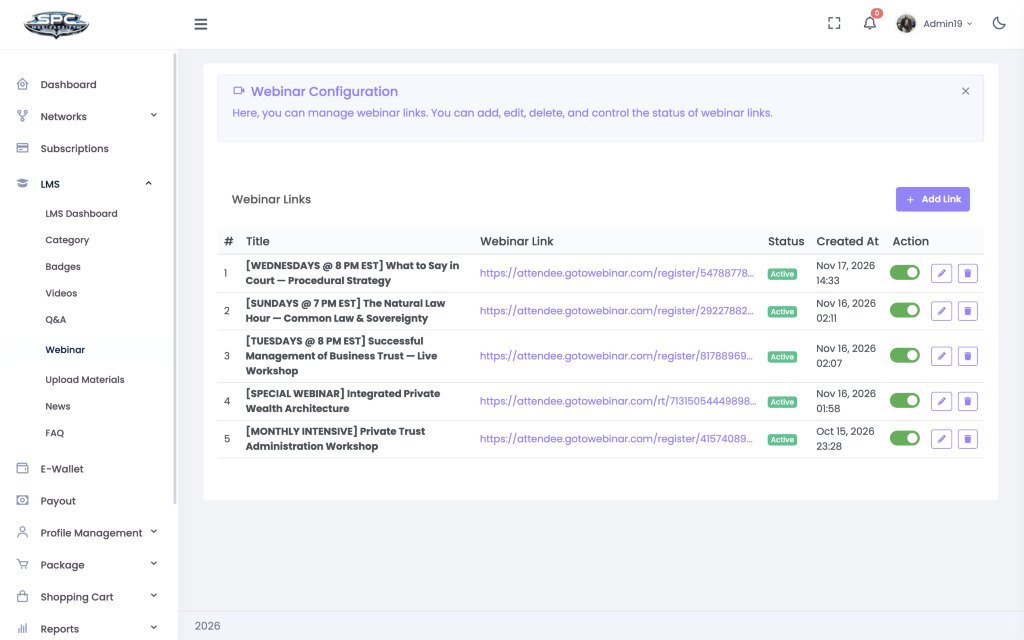 SPC
0
Admin19
Dashboard
Networks
Subscriptions
LMS
LMS Dashboard
Category
Badges
Videos
Q&A
Webinar
Upload Materials
News
FAQ
E-Wallet
Payout
Profile Management
Package
Shopping Cart
Reports
Webinar Configuration
Here, you can manage webinar links. You can add, edit, delete, and control the status of webinar links.
Webinar Links
+ Add Link
# Title Webinar Link Status Created At Action
1 [WEDNESDAYS @ 8 PM EST] What to Say in
Court — Procedural Strategy
https://attendee.gotowebinar.com/register/54788778...
Active
Nov 17, 2026
14:33
2 [SUNDAYS @ 7 PM EST] The Natural Law
Hour — Common Law & Sovereignty
https://attendee.gotowebinar.com/register/29227882...
Active
Nov 16, 2026
02:11
3 [TUESDAYS @ 8 PM EST] Successful
Management of Business Trust — Live
Workshop
https://attendee.gotowebinar.com/register/81788969...
Active
Nov 16, 2026
02:07
4 [SPECIAL WEBINAR] Integrated Private
Wealth Architecture
https://attendee.gotowebinar.com/rt/71315054449898...
Active
Nov 16, 2026
01:58
5 [MONTHLY INTENSIVE] Private Trust
Administration Workshop
https://attendee.gotowebinar.com/register/41574089...
Active
Oct 15, 2026
23:28
2026